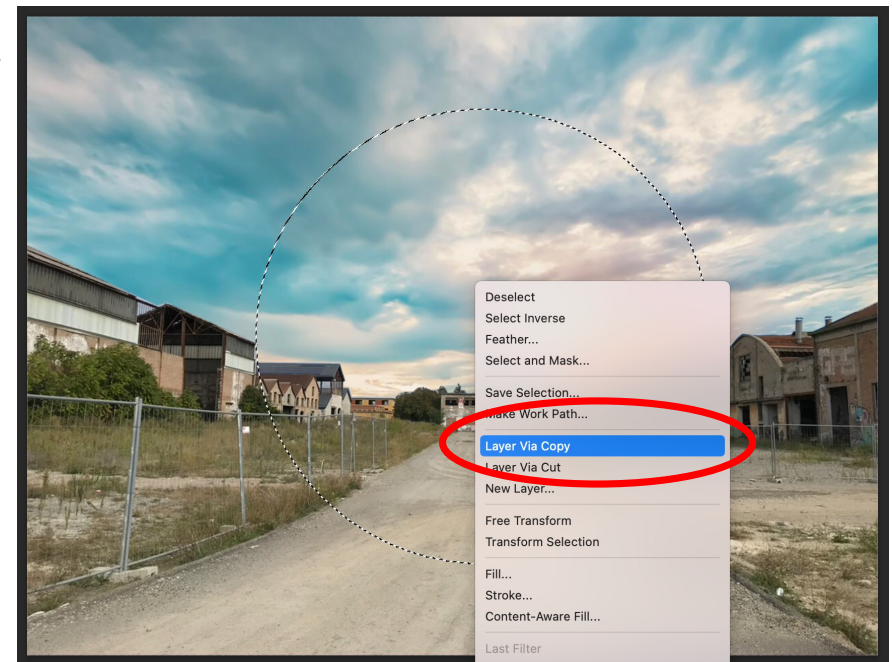 Deselect
Select Inverse
Feather...
Select and Mask...
Save Selection...
Make Work Path...
Layer Via Copy
Layer Via Cut
New Layer...
Free Transform
Transform Selection
Fill...
Stroke...
Content-Aware Fill...
Last Filter